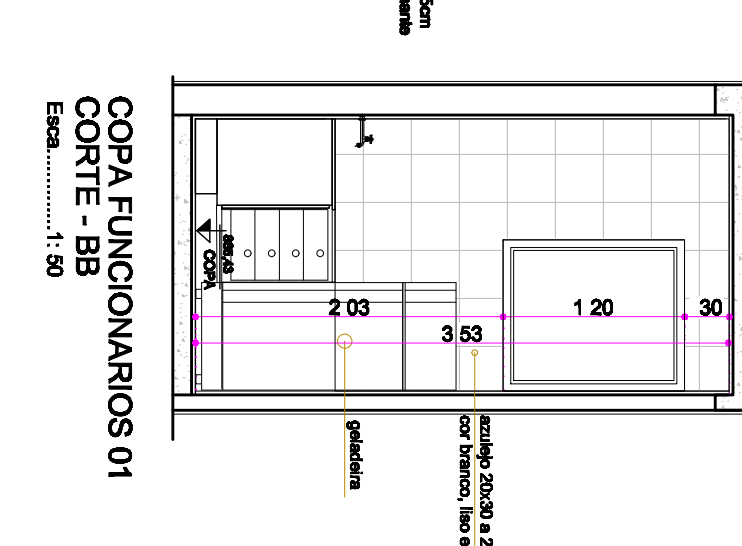 5cm
COPA FUNCIONARIOS 01
CORTE - BB
Esca..............1: 50
COPA
2 03
1 20
30
3 53
geladeira
azulejo 20x30 a 2
cor branco, liso e